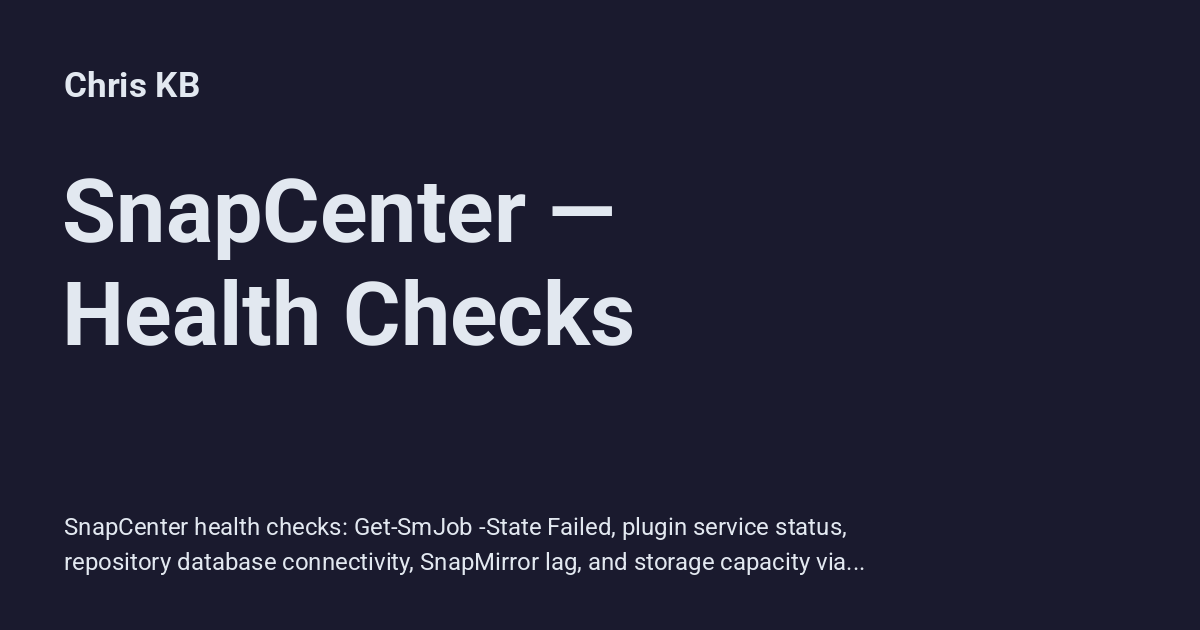 Chris KB
SnapCenter —
Health Checks
SnapCenter health checks: Get-SmJob -State Failed, plugin service status,
repository database connectivity, SnapMirror lag, and storage capacity via...